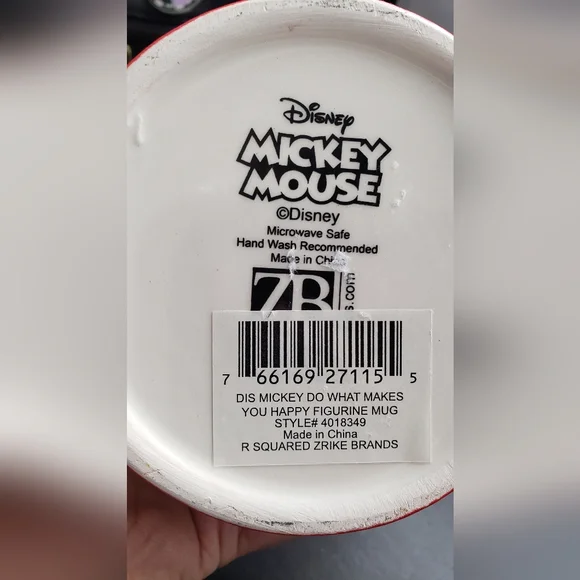 Disney
MICKEY
MOUSE
©Disney
Microwave Safe
Hand Wash Recommended
Made in China
ZB
s.com
7 66169 27115 5
DIS MICKEY DO WHAT MAKES
YOU HAPPY FIGURINE MUG
STYLE# 4018349
Made in China
R SQUARED ZRIKE BRANDS